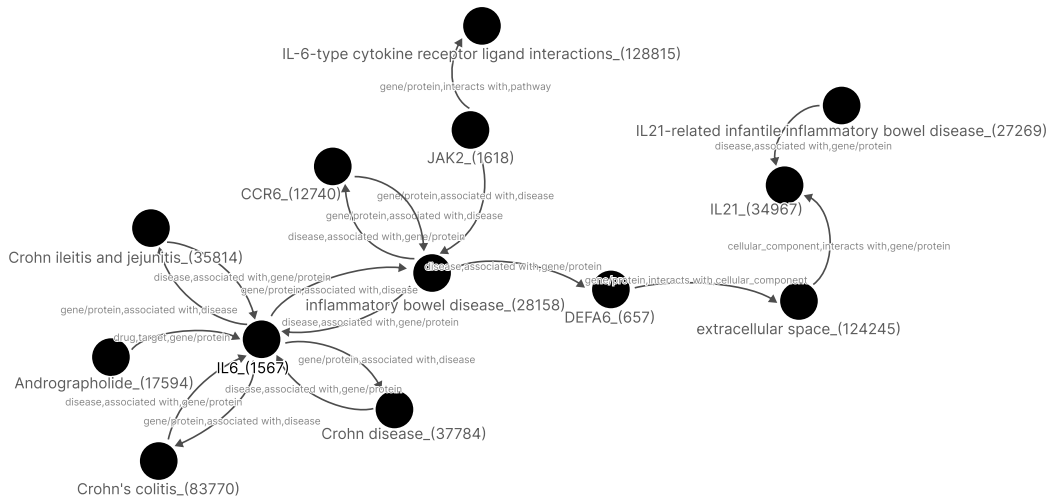 IL-6-type cytokine receptor ligand interactions_(128815)
gene/protein,interacts with,pathway
IL21-related infantile inflammatory bowel disease_(27269)
disease,associated with,gene/protein
JAK2_(1618)
CCR6_(12740)
gene/protein,associated with,disease
IL21_(34967)
gene/protein,associated with,disease
disease,associated with,gene/protein
cellular_component,interacts with,gene/protein
Crohn ileitis and jejunitis_(35814)
disease,associated with,gene/protein
disease,associated with,gene/protein
gene/protein,interacts with,cellular_component
gene/protein,associated with,disease
inflammatory bowel disease_(28158)
gene/protein,associated with,disease
DEFA6_(657)
disease,associated with,gene/protein
extracellular space_(124245)
drug,target,gene/protein
IL6_(1567)
gene/protein,associated with,disease
Andrographolide_(17594)
disease,associated with,gene/protein
disease,associated with,gene/protein
gene/protein,associated with,disease
Crohn disease_(37784)
Crohn's colitis_(83770)